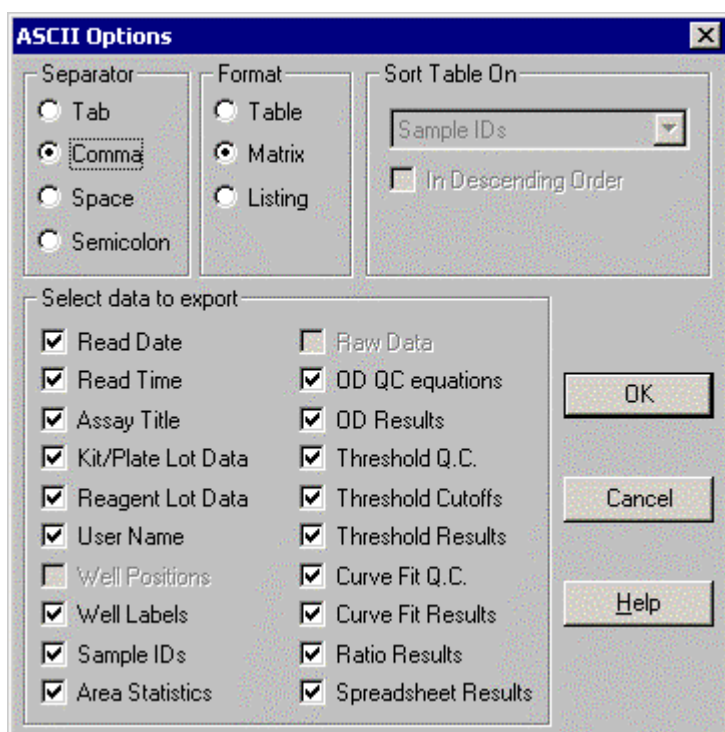 ASCII Options
Separator
Tab
Comma
Space
Semicolon
Format
Table
Matrix
Listing
Sort Table On
Sample IDs
In Descending Order
Select data to export
Read Date
Read Time
Assay Title
Kit/Plate Lot Data
Reagent Lot Data
User Name
Well Positions
Well Labels
Sample IDs
Area Statistics
Raw Data
OD QC equations
OD Results
Threshold Q.C.
Threshold Cutoffs
Threshold Results
Curve Fit Q.C.
Curve Fit Results
Ratio Results
Spreadsheet Results
OK
Cancel
Help